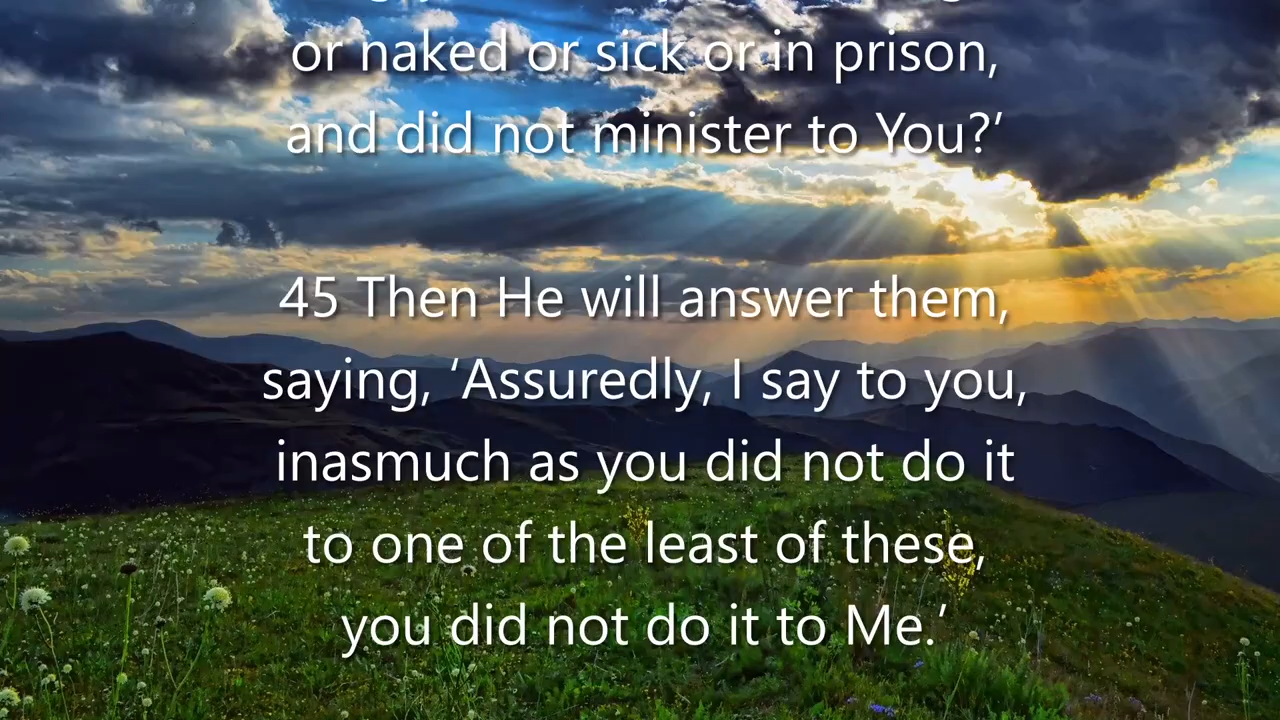 or naked or sick or in prison,
and did not minister to You?’
45 Then He will answer them,
saying, ‘Assuredly, I say to you,
inasmuch as you did not do it
to one of the least of these,
you did not do it to Me.’